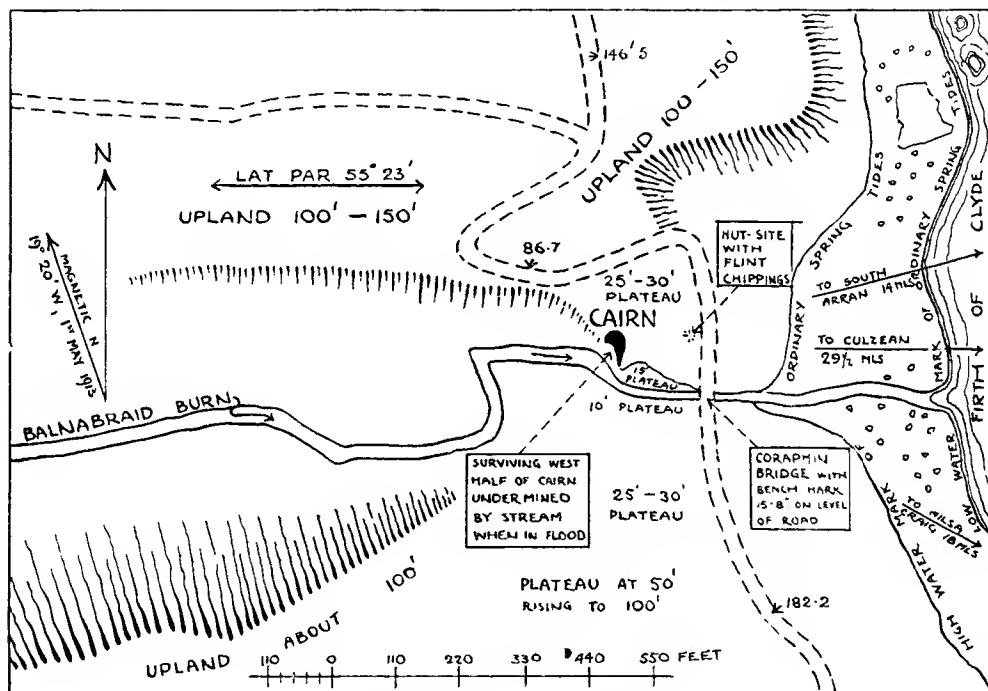 146'5
UPLAND 100'-150'
N
LAT PAR 55° 23'
UPLAND 100'-150'
MAGNETIC N
19° 20' W, 1ST MAY 1913
86.7
25'-30'
PLATEAU
CAIRN
15'
PLATEAU
10' PLATEAU
HUT-SITE
WITH
FLINT
CHIPPINGS
ORDINARY SPRING TIDES
ORDINARY SPRING TIDES
TO SOUTH
ARRAN 14 MLS
TO CULZEAN
29½ MLS
FIRTH OF CLYDE
BALNABRAID BURN
SURVIVING WEST
HALF OF CAIRN
UNDERMINED
BY STREAM
WHEN IN FLOOD
25'-30'
PLATEAU
CORAPHIN
BRIDGE WITH
BENCH MARK
15.8' ON LEVEL
OF ROAD
TO AILSA
CRAIG 18 MLS
LOW WATER MARK OF
HIGH WATER MARK OF
UPLAND ABOUT 100'
PLATEAU AT 50'
RISING TO 100'
182.2
110 0 110 220 330 440 550 FEET